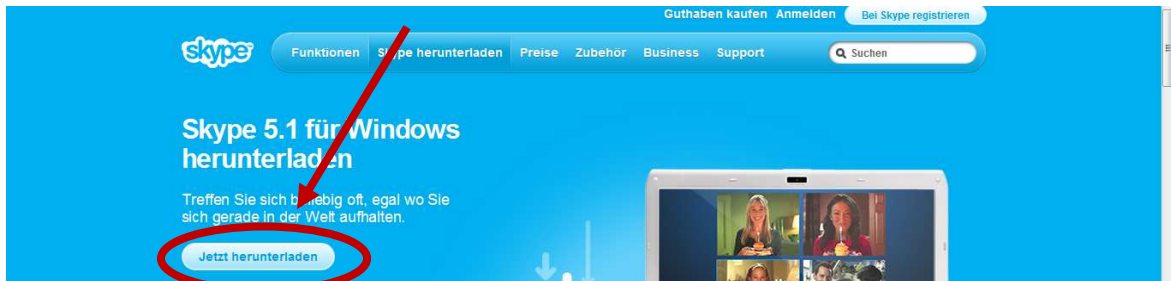 Guthaben kaufen Anmelden Bei Skype registrieren
skype Funktionen Skype herunterladen Preise Zubehör Business Support Suchen
Skype 5.1 für Windows
herunterladen
Treffen Sie sich beliebig oft, egal wo Sie
sich gerade in der Welt aufhalten.
Jetzt herunterladen